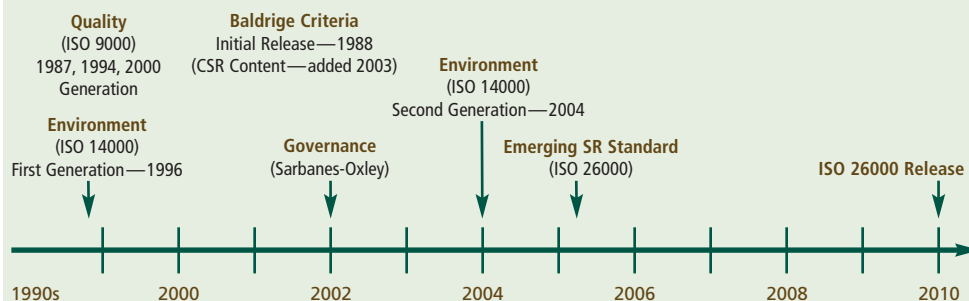 Quality
(ISO 9000)
1987, 1994, 2000
Generation
Baldrige Criteria
Initial Release—1988
(CSR Content—added 2003)
Environment
(ISO 14000)
Second Generation—2004
Environment
(ISO 14000)
First Generation—1996
Governance
(Sarbanes-Oxley)
Emerging SR Standard
(ISO 26000)
ISO 26000 Release
1990s 2000 2002 2004 2006 2008 2010